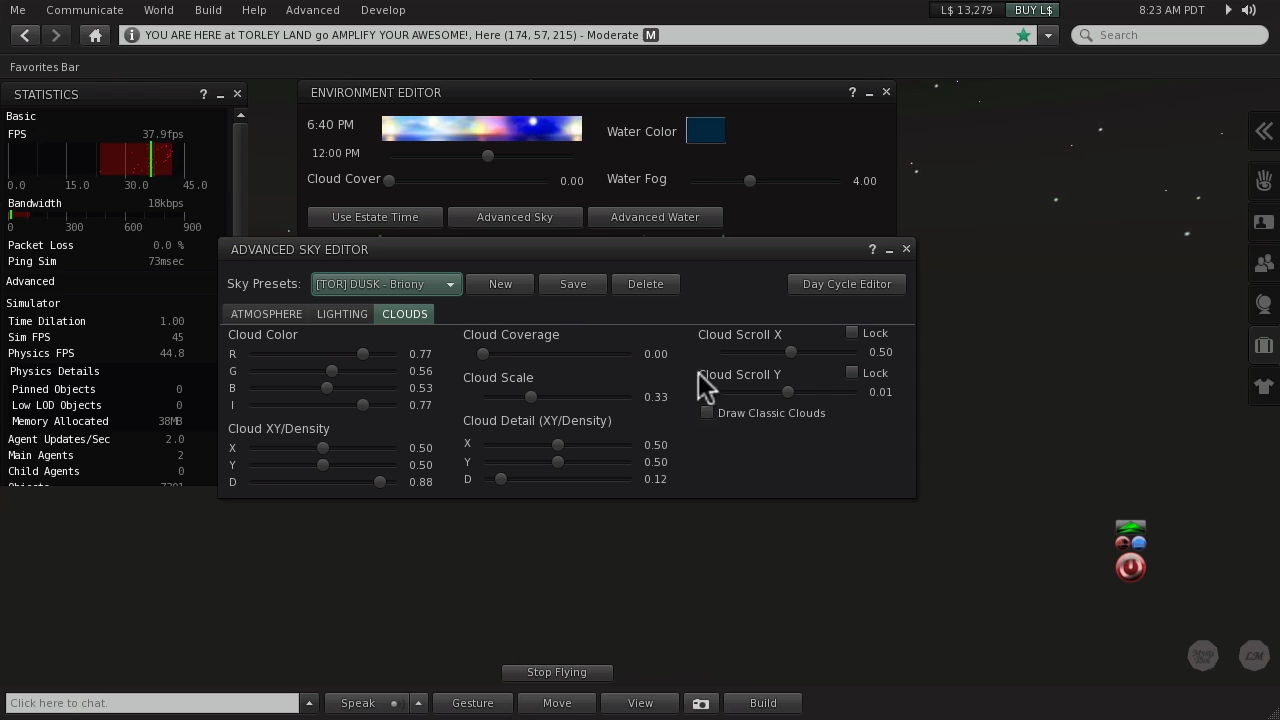 Me Communicate World Build Help Advanced Develop L$ 13,279 BUY L$ 8:23 AM PDT
YOU ARE HERE at TORLEY LAND go AMPLIFY YOUR AWESOME!, Here (174, 57, 215) - Moderate M Search
Favorites Bar
STATISTICS ?
Basic
FPS 37.9fps
0.0 15.0 30.0 45.0
Bandwidth 18kbps
0 300 600 900
Packet Loss 0.0 %
Ping Sim 73msec
Advanced
Simulator
Time Dilation 1.00
Sim FPS 45
Physics FPS 44.8
Physics Details
Pinned Objects 0
Low LOD Objects 0
Memory Allocated 38MB
Agent Updates/Sec 2.0
Main Agents 2
Child Agents 0
Objects 7301
ENVIRONMENT EDITOR ?
6:40 PM
Water Color
12:00 PM
Cloud Cover 0.00 Water Fog 4.00
Use Estate Time Advanced Sky Advanced Water
ADVANCED SKY EDITOR ?
Sky Presets: [TOR] DUSK - Briony New Save Delete Day Cycle Editor
ATMOSPHERE LIGHTING CLOUDS
Cloud Color
R 0.77
G 0.56
B 0.53
I 0.77
Cloud XY/Density
X 0.50
Y 0.50
D 0.88
Cloud Coverage
0.00
Cloud Scale
0.33
Cloud Detail (XY/Density)
X 0.50
Y 0.50
D 0.12
Cloud Scroll X Lock
0.50
Cloud Scroll Y Lock
0.01
Draw Classic Clouds
Stop Flying
Click here to chat. Speak Gesture Move View Build
LM